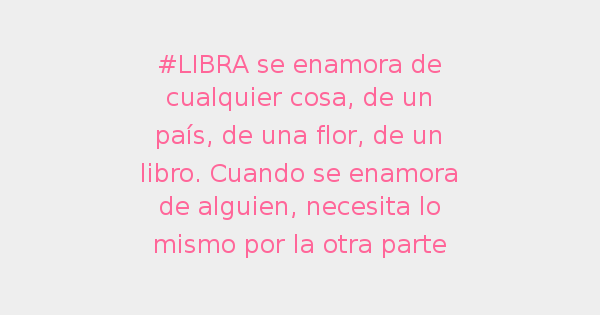 #LIBRA se enamora de
cualquier cosa, de un
país, de una flor, de un
libro. Cuando se enamora
de alguien, necesita lo
mismo por la otra parte